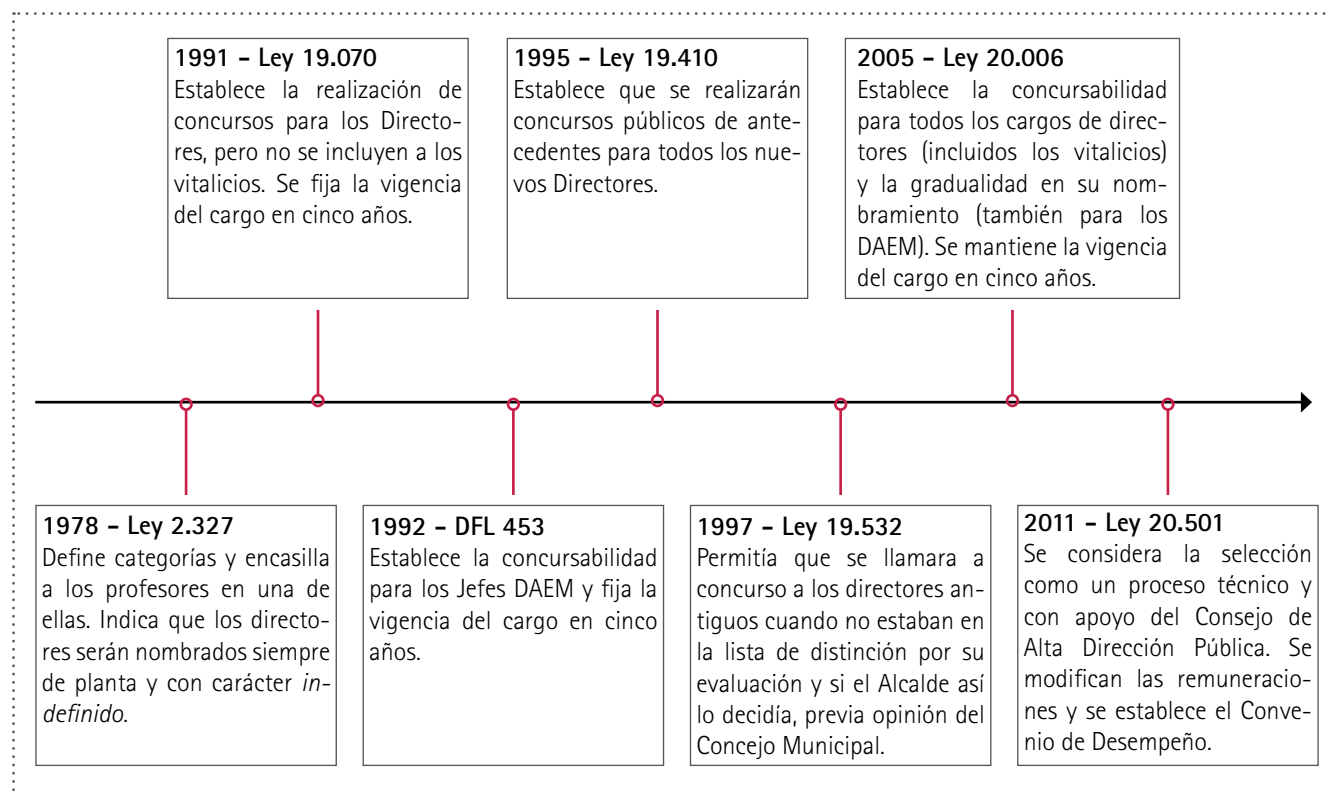 1991 - Ley 19.070
Establece la realización de
concursos para los Directo-
res, pero no se incluyen a los
vitalicios. Se fija la vigencia
del cargo en cinco años.
1995 - Ley 19.410
Establece que se realizarán
concursos públicos de ante-
cedentes para todos los nue-
vos Directores.
2005 - Ley 20.006
Establece la concursabilidad
para todos los cargos de direc-
tores (incluidos los vitalicios)
y la gradualidad en su nom-
bramiento (también para los
DAEM). Se mantiene la vigencia
del cargo en cinco años.
1978 - Ley 2.327
Define categorías y encasilla
a los profesores en una de
ellas. Indica que los directo-
res serán nombrados siempre
de planta y con carácter in-
definido.
1992 - DFL 453
Establece la concursabilidad
para los Jefes DAEM y fija la
vigencia del cargo en cinco
años.
1997 - Ley 19.532
Permitía que se llamara a
concurso a los directores an-
tiguos cuando no estaban en
la lista de distinción por su
evaluación y si el Alcalde así
lo decidía, previa opinión del
Concejo Municipal.
2011 - Ley 20.501
Se considera la selección
como un proceso técnico y
con apoyo del Consejo de
Alta Dirección Pública. Se
modifican las remuneracio-
nes y se establece el Conve-
nio de Desempeño.